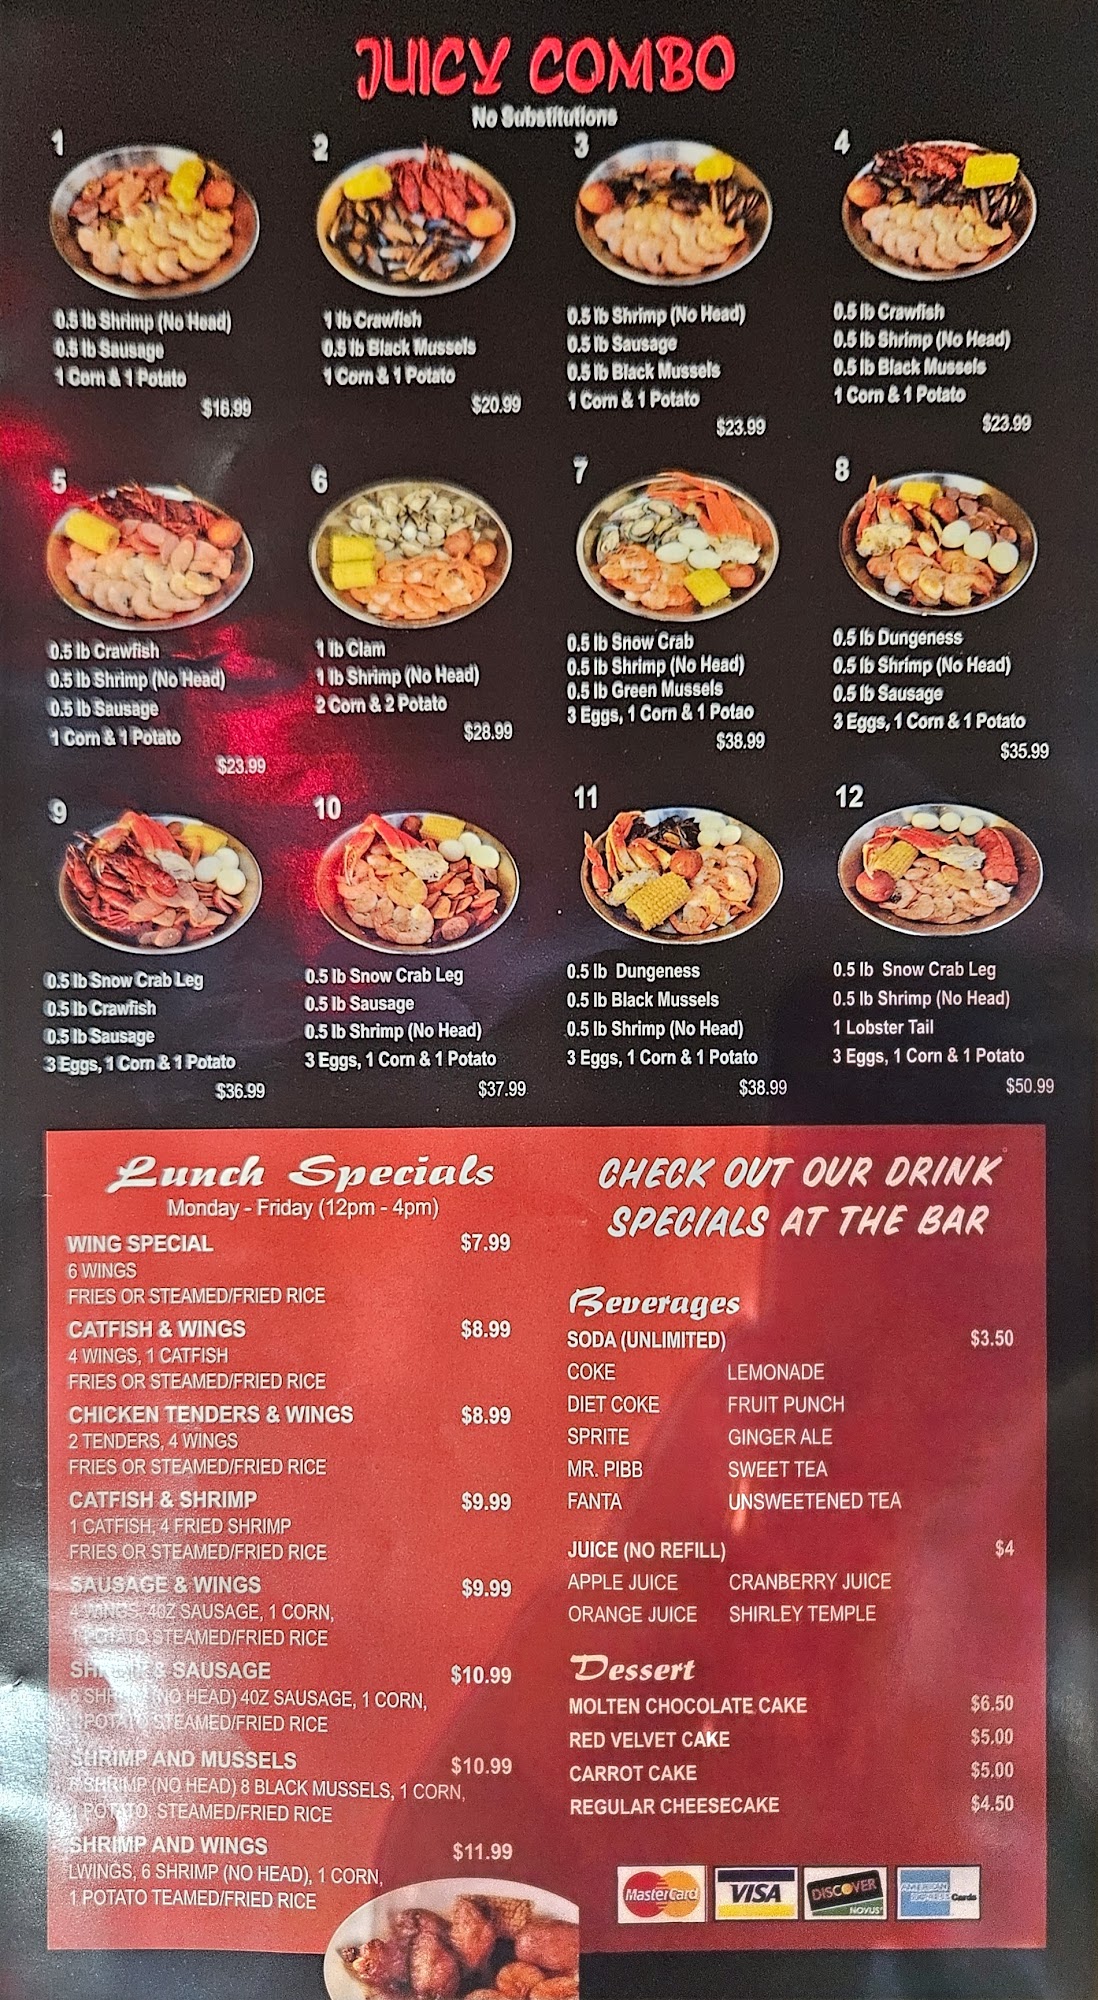 JUICY COMBO
No Substitutions
1
0.5 lb Shrimp (No Head)
0.5 lb Sausage
1 Corn & 1 Potato
$16.99
2
1 lb Crawfish
0.5 lb Black Mussels
1 Corn & 1 Potato
$20.99
3
0.5 lb Shrimp (No Head)
0.5 lb Sausage
0.5 lb Black Mussels
1 Corn & 1 Potato
$23.99
4
0.5 lb Crawfish
0.5 lb Shrimp (No Head)
0.5 lb Black Mussels
1 Corn & 1 Potato
$23.99
5
0.5 lb Crawfish
0.5 lb Shrimp (No Head)
0.5 lb Sausage
1 Corn & 1 Potato
$23.99
6
1 lb Clam
1 lb Shrimp (No Head)
2 Corn & 2 Potato
$28.99
7
0.5 lb Snow Crab
0.5 lb Shrimp (No Head)
0.5 lb Green Mussels
3 Eggs, 1 Corn & 1 Potao
$38.99
8
0.5 lb Dungeness
0.5 lb Shrimp (No Head)
0.5 lb Sausage
3 Eggs, 1 Corn & 1 Potato
$35.99
9
0.5 lb Snow Crab Leg
0.5 lb Crawfish
0.5 lb Sausage
3 Eggs, 1 Corn & 1 Potato
$36.99
10
0.5 lb Snow Crab Leg
0.5 lb Sausage
0.5 lb Shrimp (No Head)
3 Eggs, 1 Corn & 1 Potato
$37.99
11
0.5 lb Dungeness
0.5 lb Black Mussels
0.5 lb Shrimp (No Head)
3 Eggs, 1 Corn & 1 Potato
$38.99
12
0.5 lb Snow Crab Leg
0.5 lb Shrimp (No Head)
1 Lobster Tail
3 Eggs, 1 Corn & 1 Potato
$50.99
Lunch Specials
Monday - Friday (12pm - 4pm)
WING SPECIAL $7.99
6 WINGS
FRIES OR STEAMED/FRIED RICE
CATFISH & WINGS $8.99
4 WINGS, 1 CATFISH
FRIES OR STEAMED/FRIED RICE
CHICKEN TENDERS & WINGS $8.99
2 TENDERS, 4 WINGS
FRIES OR STEAMED/FRIED RICE
CATFISH & SHRIMP $9.99
1 CATFISH, 4 FRIED SHRIMP
FRIES OR STEAMED/FRIED RICE
SAUSAGE & WINGS $9.99
4 WINGS, 4OZ SAUSAGE, 1 CORN,
1 POTATO STEAMED/FRIED RICE
SHRIMP & SAUSAGE $10.99
6 SHRIMP (NO HEAD) 4OZ SAUSAGE, 1 CORN,
1 POTATO STEAMED/FRIED RICE
SHRIMP AND MUSSELS $10.99
SHRIMP (NO HEAD) 8 BLACK MUSSELS, 1 CORN,
1 POTATO, STEAMED/FRIED RICE
SHRIMP AND WINGS $11.99
LWINGS, 6 SHRIMP (NO HEAD), 1 CORN,
1 POTATO TEAMED/FRIED RICE
CHECK OUT OUR DRINK
SPECIALS AT THE BAR
Beverages
SODA (UNLIMITED) $3.50
COKE LEMONADE
DIET COKE FRUIT PUNCH
SPRITE GINGER ALE
MR. PIBB SWEET TEA
FANTA UNSWEETENED TEA
JUICE (NO REFILL) $4
APPLE JUICE CRANBERRY JUICE
ORANGE JUICE SHIRLEY TEMPLE
Dessert
MOLTEN CHOCOLATE CAKE $6.50
RED VELVET CAKE $5.00
CARROT CAKE $5.00
REGULAR CHEESECAKE $4.50
MasterCard
VISA
DISCOVER
NOVUS
AMERICAN
EXPRESS Cards